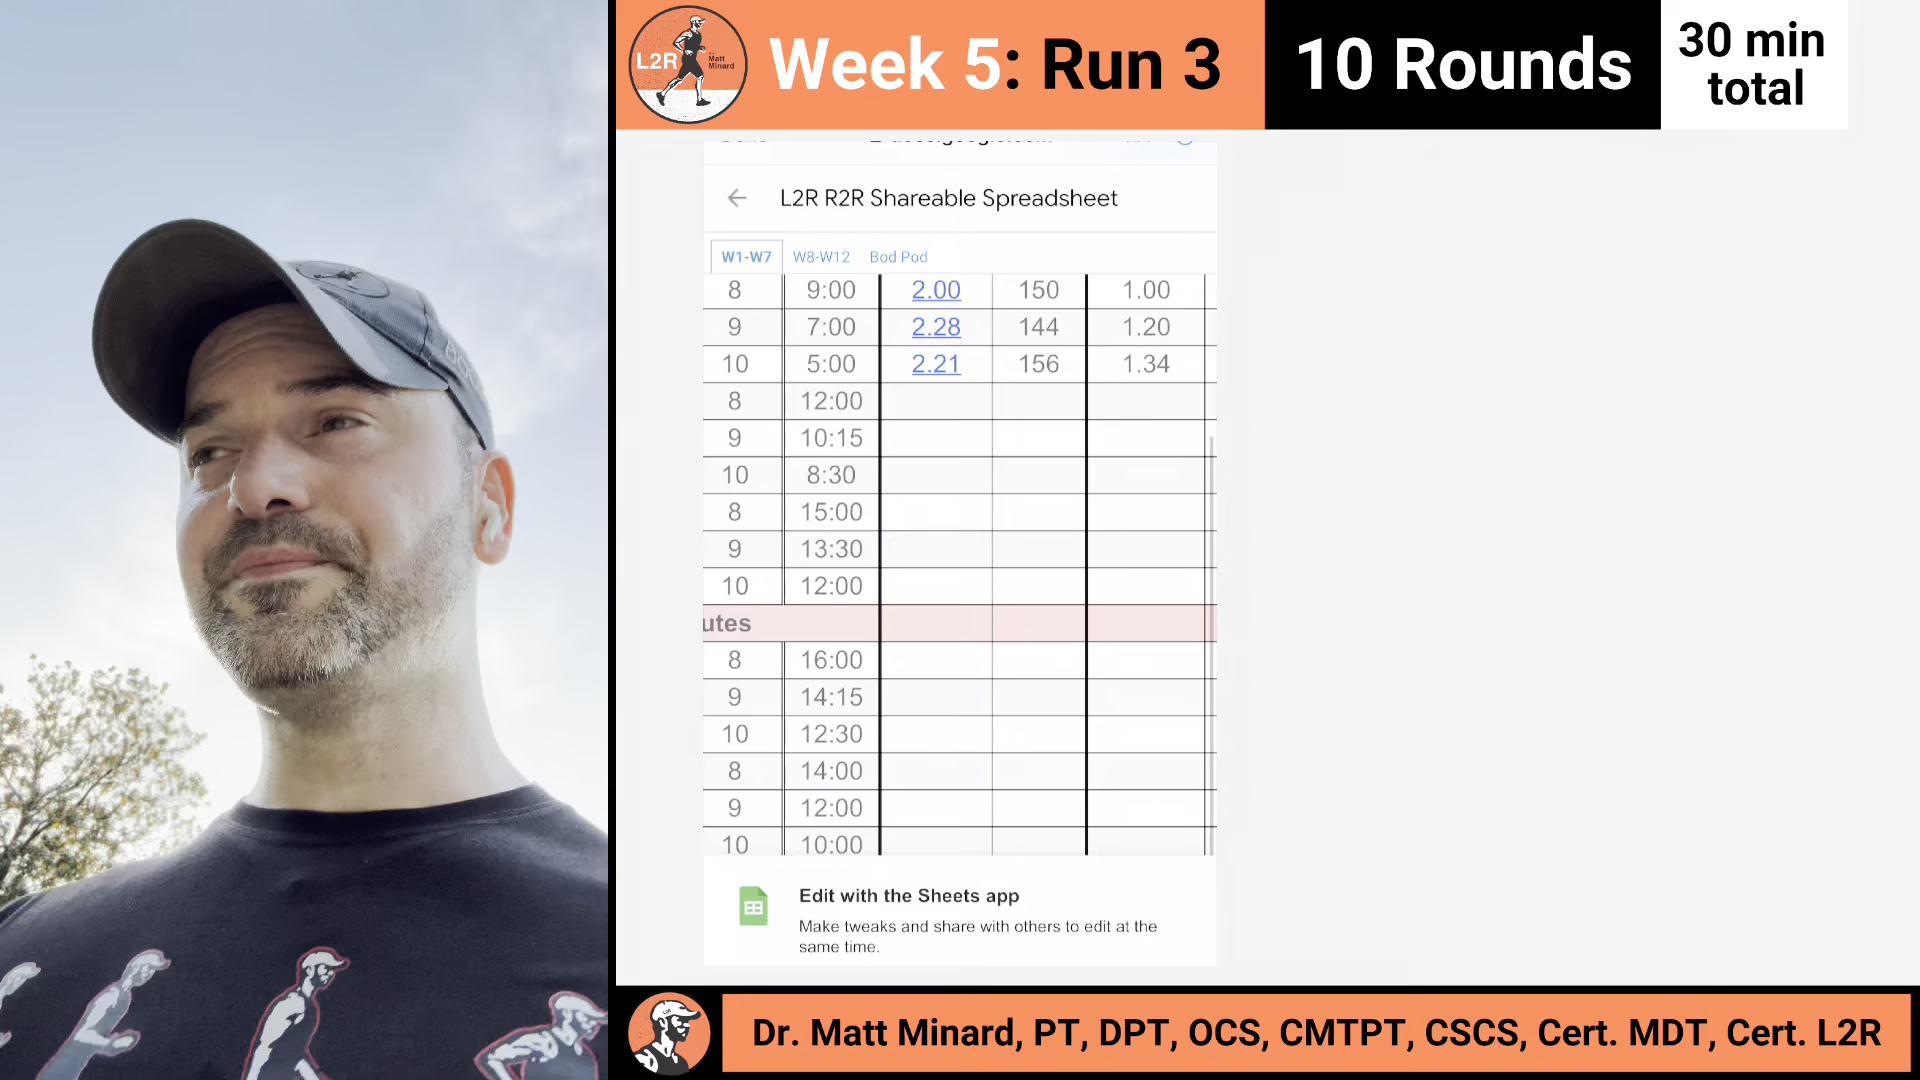 L2R
Matt
Minard
Week 5: Run 3
10 Rounds
30 min
total
L2R R2R Shareable Spreadsheet
W1-W7 W8-W12 Bod Pod
8 9:00 2.00 150 1.00
9 7:00 2.28 144 1.20
10 5:00 2.21 156 1.34
8 12:00
9 10:15
10 8:30
8 15:00
9 13:30
10 12:00
utes
8 16:00
9 14:15
10 12:30
8 14:00
9 12:00
10 10:00
Edit with the Sheets app
Make tweaks and share with others to edit at the
same time.
Dr. Matt Minard, PT, DPT, OCS, CMTPT, CSCS, Cert. MDT, Cert. L2R